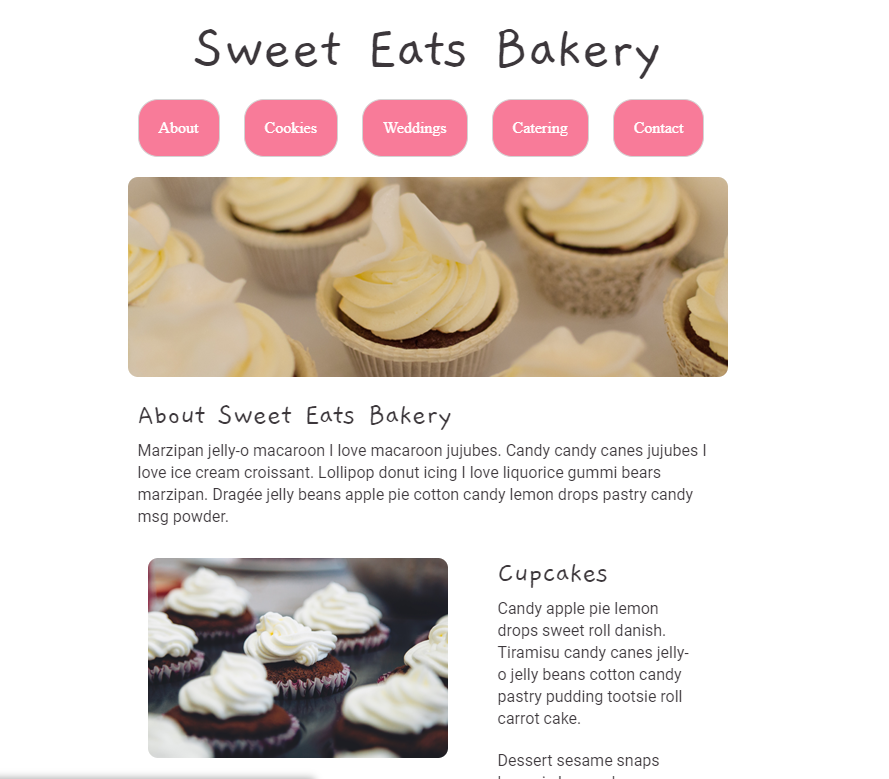 Sweet Eats Bakery
About Cookies Weddings Catering Contact
About Sweet Eats Bakery
Marzipan jelly-o macaroon I love macaroon jujubes. Candy candy canes jujubes I
love ice cream croissant. Lollipop donut icing I love liquorice gummi bears
marzipan. Dragée jelly beans apple pie cotton candy lemon drops pastry candy
msg powder.
Cupcakes
Candy apple pie lemon
drops sweet roll danish.
Tiramisu candy canes jelly-
o jelly beans cotton candy
pastry pudding tootsie roll
carrot cake.
Dessert sesame snaps